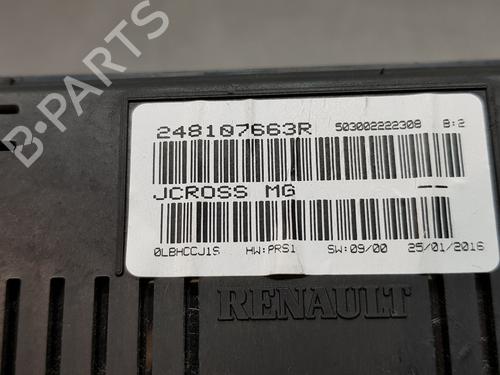 248107663R 503002222308 B:2
JCROSS MG --
0LBHCCJ1S HW:PRS1 SW:09/00 25/01/2016
RENAULT
B-PARTS